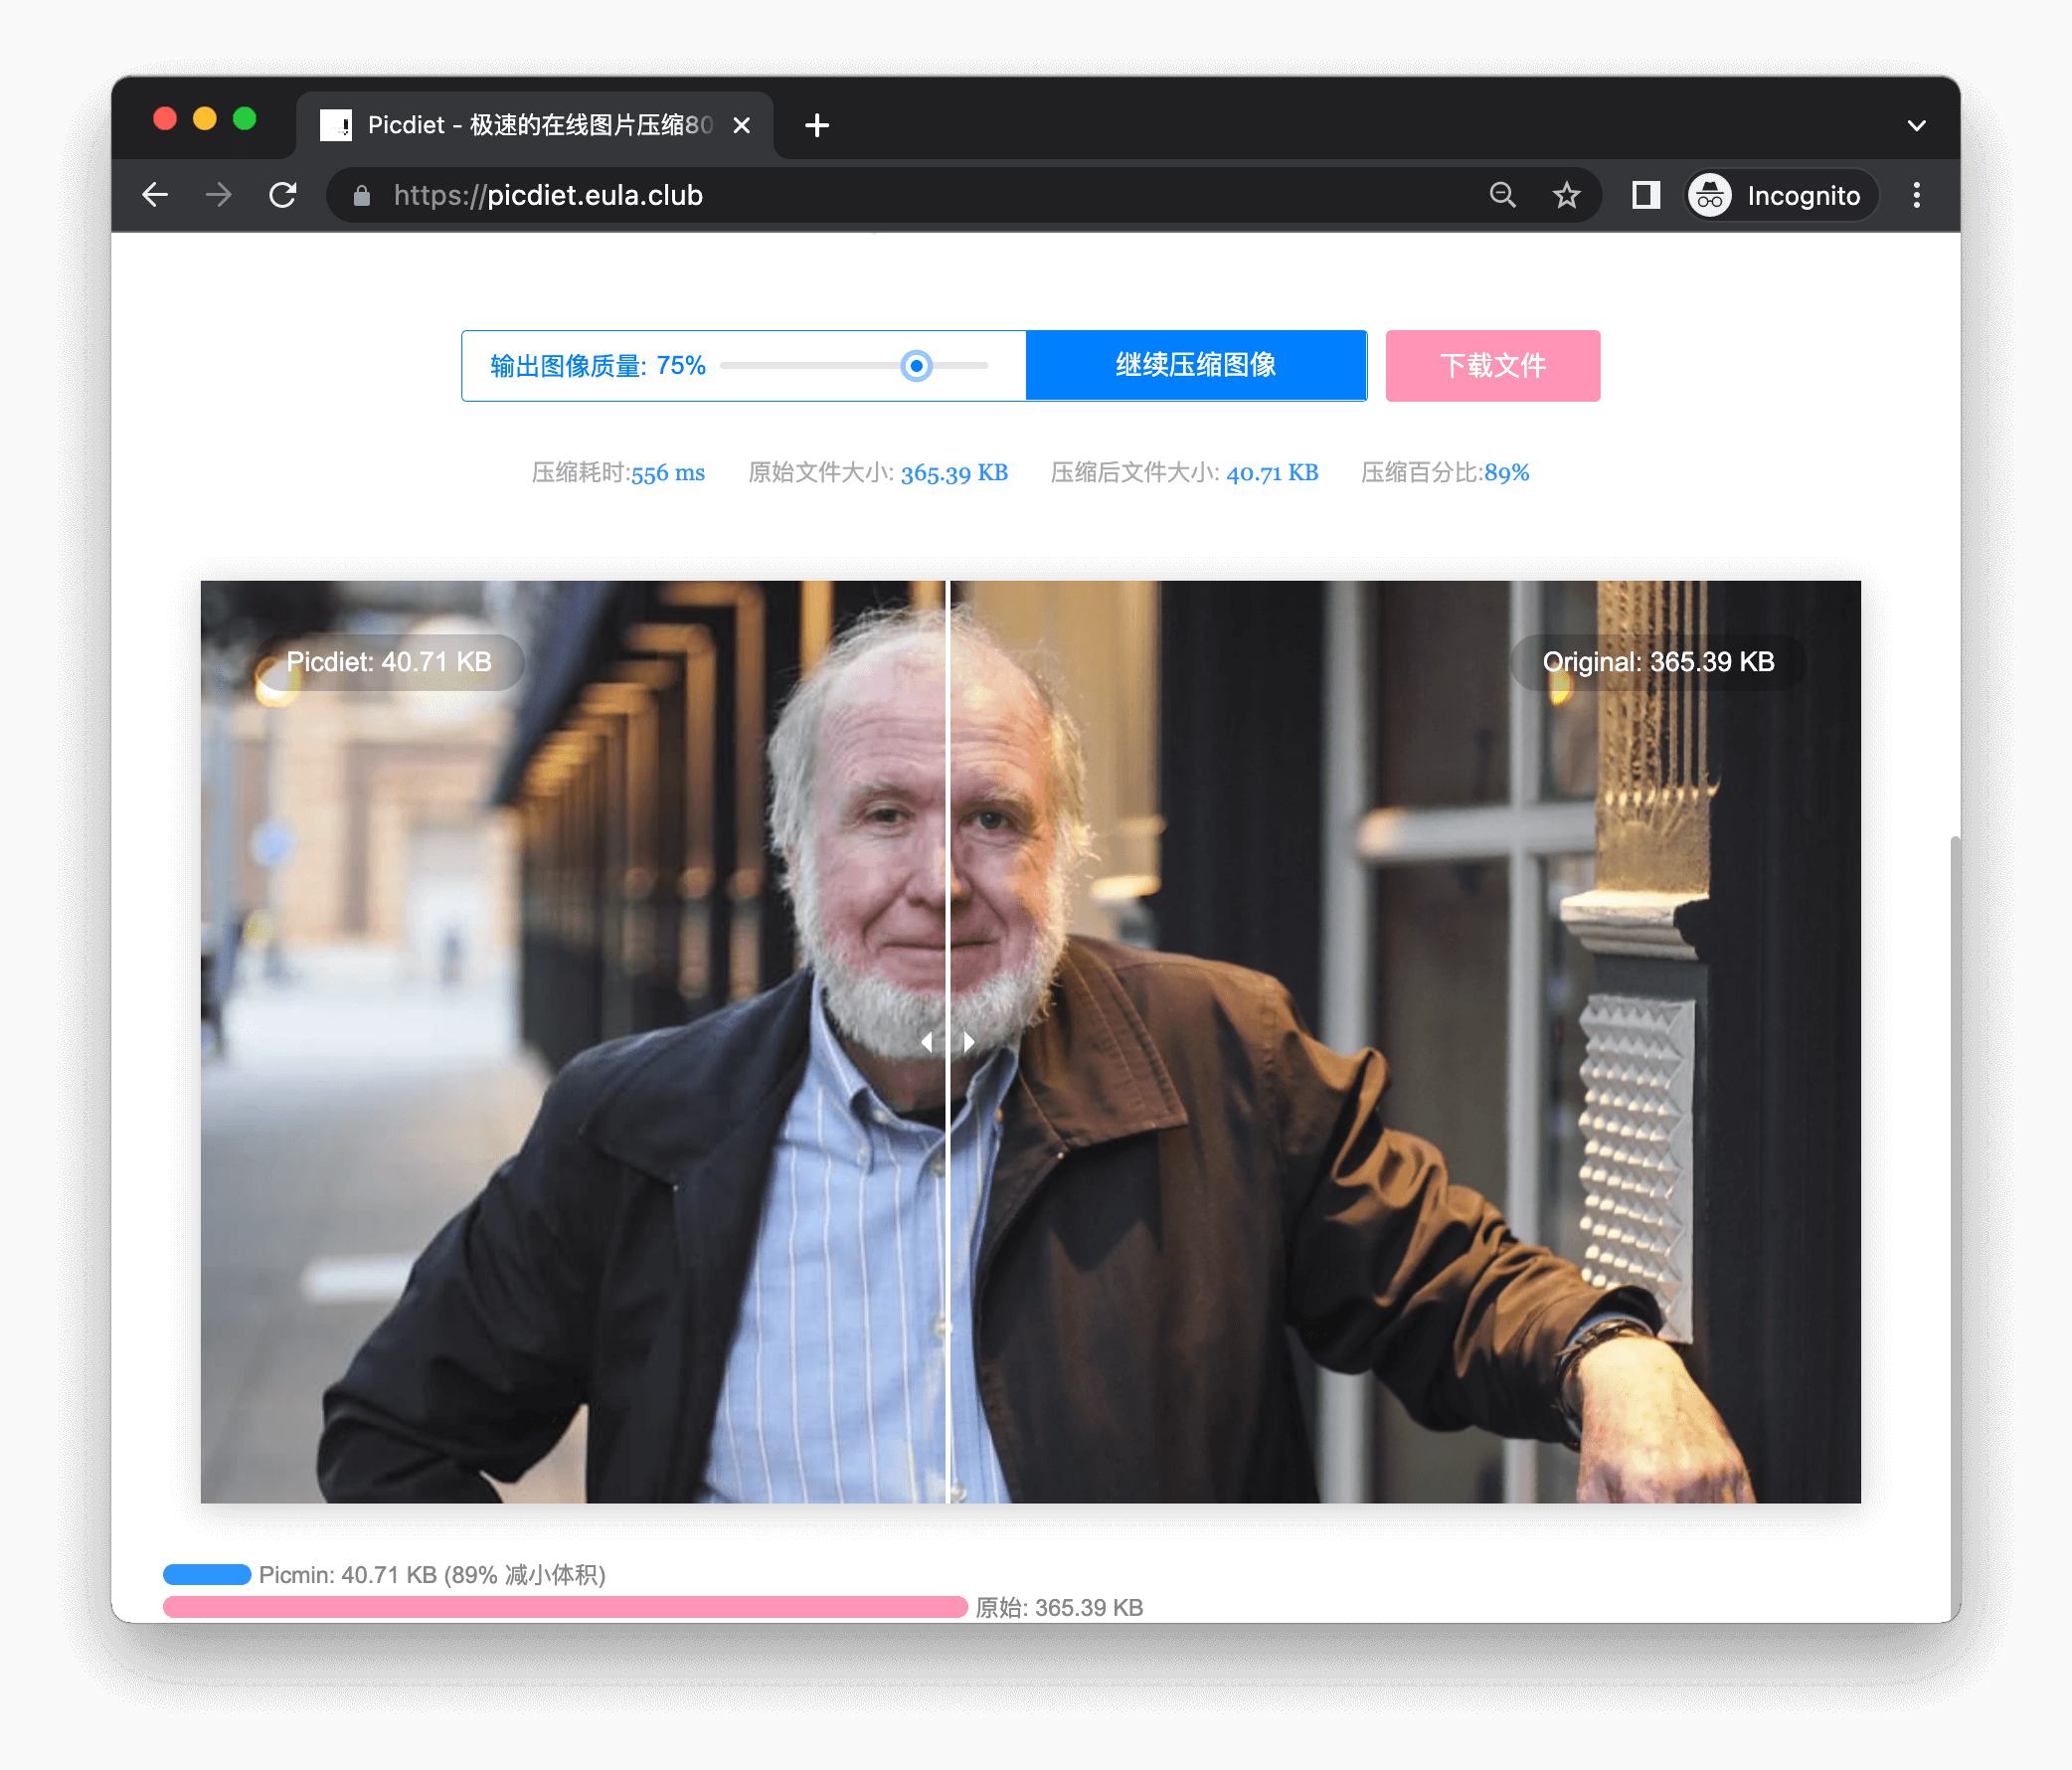 Picdiet - 极速的在线图片压缩80
https://picdiet.eula.club
Incognito
输出图像质量: 75%
继续压缩图像
下载文件
压缩耗时:556 ms 原始文件大小: 365.39 KB 压缩后文件大小: 40.71 KB 压缩百分比:89%
Picdiet: 40.71 KB
Original: 365.39 KB
Picmin: 40.71 KB (89% 减小体积)
原始: 365.39 KB